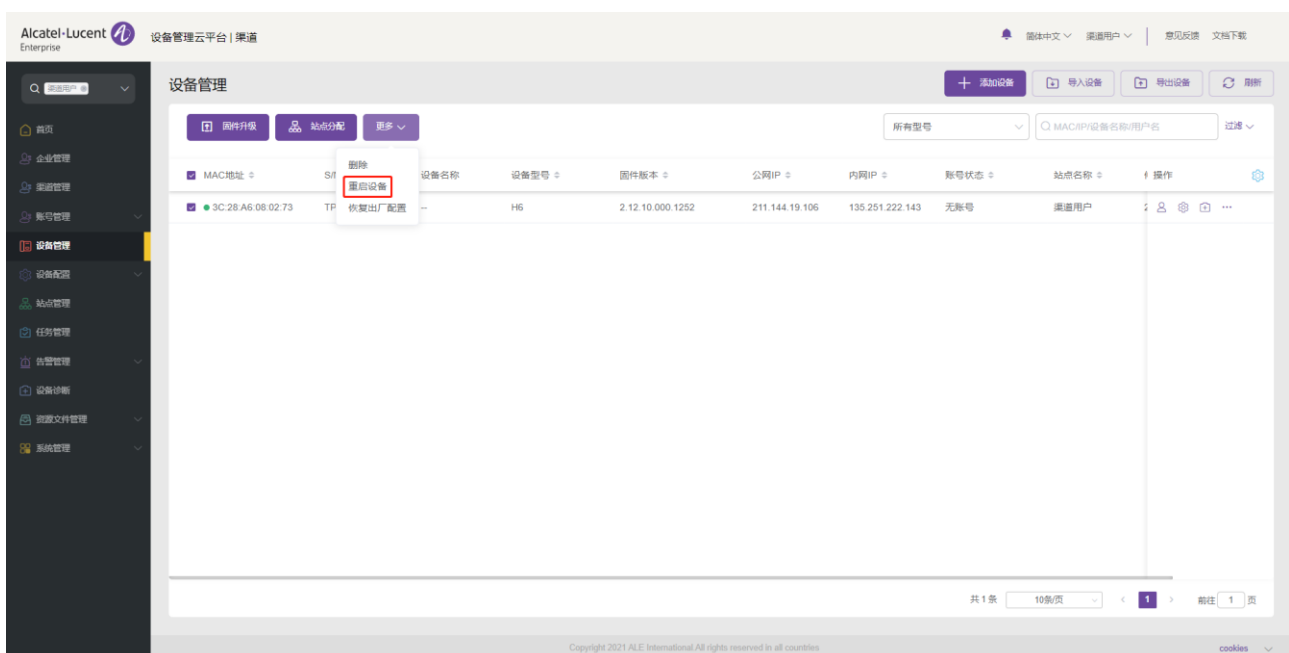 Alcatel·Lucent
Enterprise
设备管理云平台 | 渠道
简体中文 渠道用户 意见反馈 文档下载
渠道用户
设备管理
添加设备 导入设备 导出设备 刷新
首页
企业管理
渠道管理
账号管理
设备管理
设备配置
站点管理
任务管理
告警管理
设备诊断
资源文件管理
系统管理
固件升级 站点分配 更多
所有型号 MAC/IP/设备名称/用户名 过滤
删除
重启设备
恢复出厂配置
MAC地址 设备名称 设备型号 固件版本 公网IP 内网IP 账号状态 站点名称 操作
3C:28:A6:08:02:73 TP -- H6 2.12.10.000.1252 211.144.19.106 135.251.222.143 无账号 渠道用户
共 1 条 10条/页 1 前往 1 页
Copyright 2021 ALE International.All rights reserved in all countries
cookies